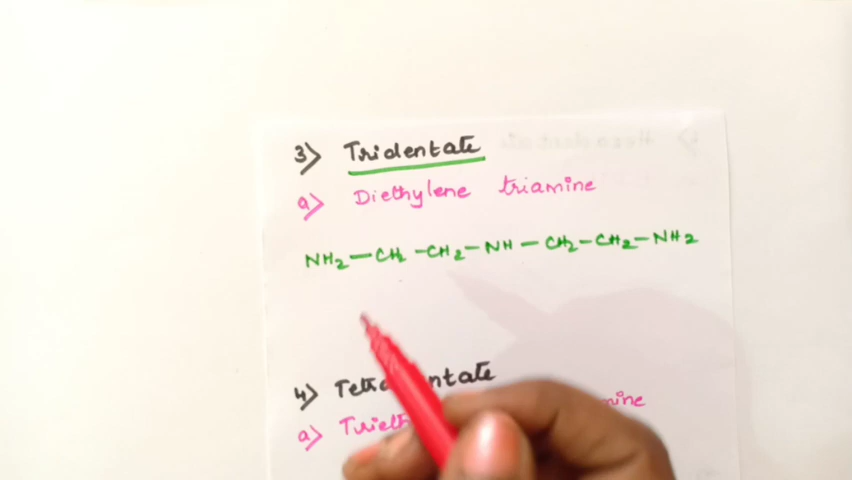 3) Tridentate
a) Diethylene triamine
NH2 — CH2 — CH2 — NH — CH2 — CH2 — NH2
4)
a)